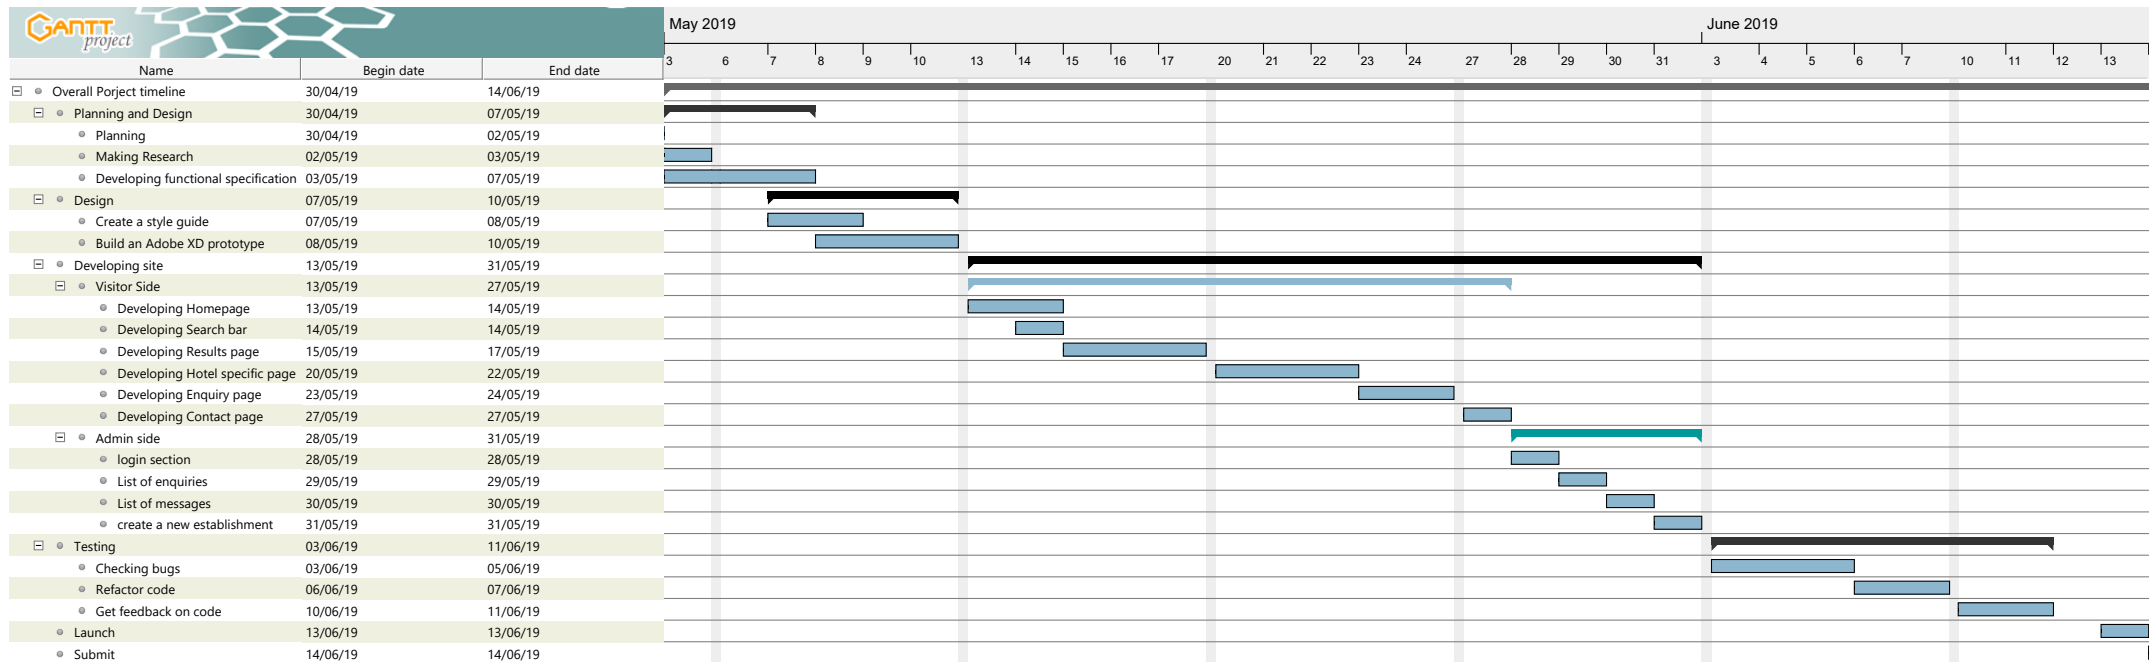 GANTT
project
May 2019 June 2019
3 6 7 8 9 10 13 14 15 16 17 20 21 22 23 24 27 28 29 30 31 3 4 5 6 7 10 11 12 13
Name Begin date End date
Overall Porject timeline 30/04/19 14/06/19
Planning and Design 30/04/19 07/05/19
Planning 30/04/19 02/05/19
Making Research 02/05/19 03/05/19
Developing functional specification 03/05/19 07/05/19
Design 07/05/19 10/05/19
Create a style guide 07/05/19 08/05/19
Build an Adobe XD prototype 08/05/19 10/05/19
Developing site 13/05/19 31/05/19
Visitor Side 13/05/19 27/05/19
Developing Homepage 13/05/19 14/05/19
Developing Search bar 14/05/19 14/05/19
Developing Results page 15/05/19 17/05/19
Developing Hotel specific page 20/05/19 22/05/19
Developing Enquiry page 23/05/19 24/05/19
Developing Contact page 27/05/19 27/05/19
Admin side 28/05/19 31/05/19
login section 28/05/19 28/05/19
List of enquiries 29/05/19 29/05/19
List of messages 30/05/19 30/05/19
create a new establishment 31/05/19 31/05/19
Testing 03/06/19 11/06/19
Checking bugs 03/06/19 05/06/19
Refactor code 06/06/19 07/06/19
Get feedback on code 10/06/19 11/06/19
Launch 13/06/19 13/06/19
Submit 14/06/19 14/06/19